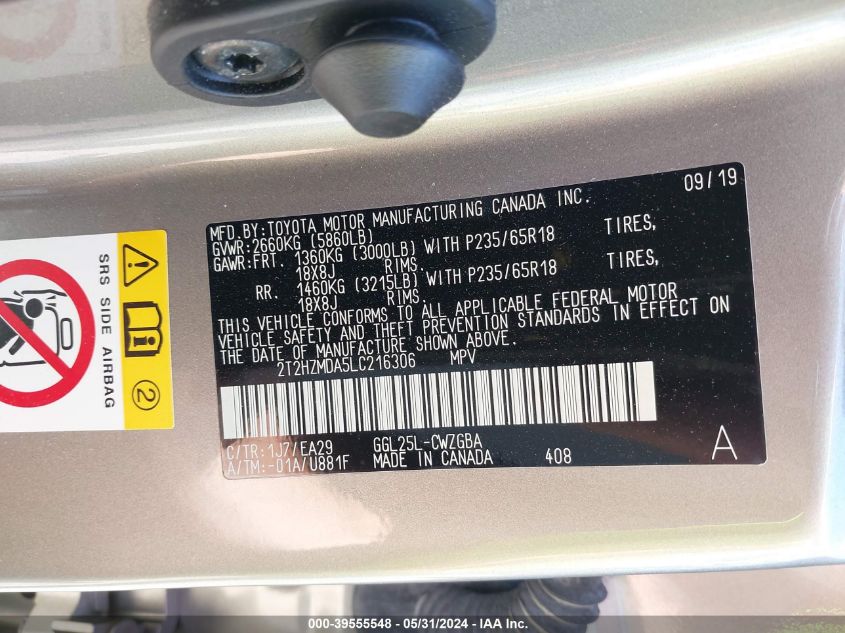 09/19
MFD.BY:TOYOTA MOTOR MANUFACTURING CANADA INC.
GVWR:2660KG (5860LB)
GAWR:FRT. 1360KG (3000LB) WITH P235/65R18 TIRES,
18X8J RIMS,
RR. 1460KG (3215LB) WITH P235/65R18 TIRES,
18X8J RIMS.
THIS VEHICLE CONFORMS TO ALL APPLICABLE FEDERAL MOTOR
VEHICLE SAFETY AND THEFT PREVENTION STANDARDS IN EFFECT ON
THE DATE OF MANUFACTURE SHOWN ABOVE.
2T2HZMDA5LC216306 MPV
C/TR:1J7/EA29 GGL25L-CWZGBA
A/TM:-01A/U881F MADE IN CANADA 408
A
SRS SIDE AIRBAG
2
000-39555548 - 05/31/2024 - IAA Inc.